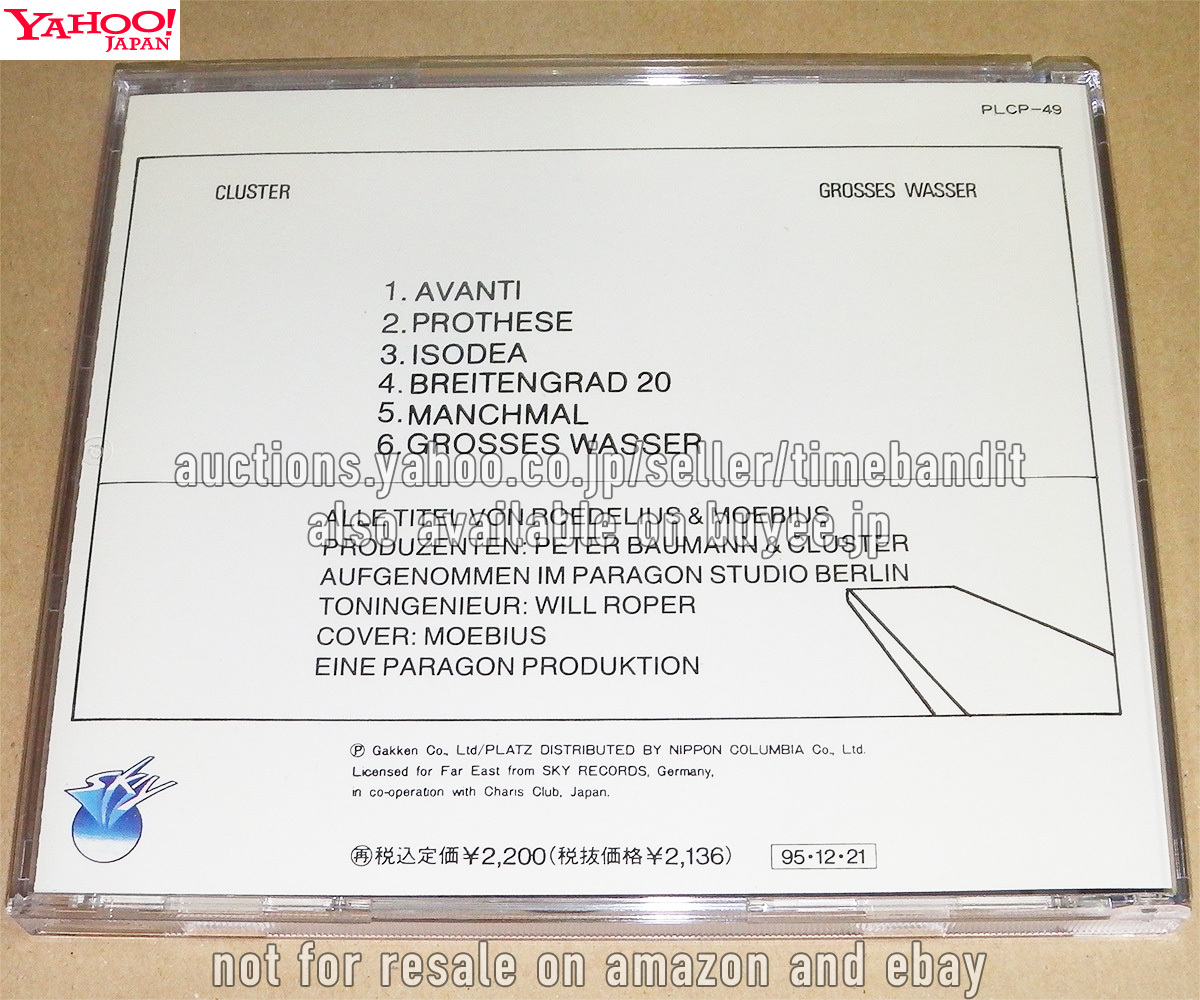 YAHOO!
JAPAN
PLCP-49
CLUSTER
GROSSES WASSER
1. AVANTI
2. PROTHESE
3. ISODEA
4. BREITENGRAD 20
5. MANCHMAL
6. GROSSES WASSER
auctions.yahoo.co.jp/seller/timebandit
ALLE TITEL VON ROEDELIUS & MOEBIUS
also available on buyee.jp
PRODUZENTEN: PETER BAUMANN & CLUSTER
AUFGENOMMEN IM PARAGON STUDIO BERLIN
TONINGENIEUR: WILL ROPER
COVER: MOEBIUS
EINE PARAGON PRODUKTION
Ⓟ Gakken Co., Ltd/PLATZ DISTRIBUTED BY NIPPON COLUMBIA Co., Ltd.
Licensed for Far East from SKY RECORDS, Germany,
in co-operation with Charis Club, Japan.
SKY
再税込定価¥2,200(税抜価格¥2,136)
95・12・21
not for resale on amazon and ebay